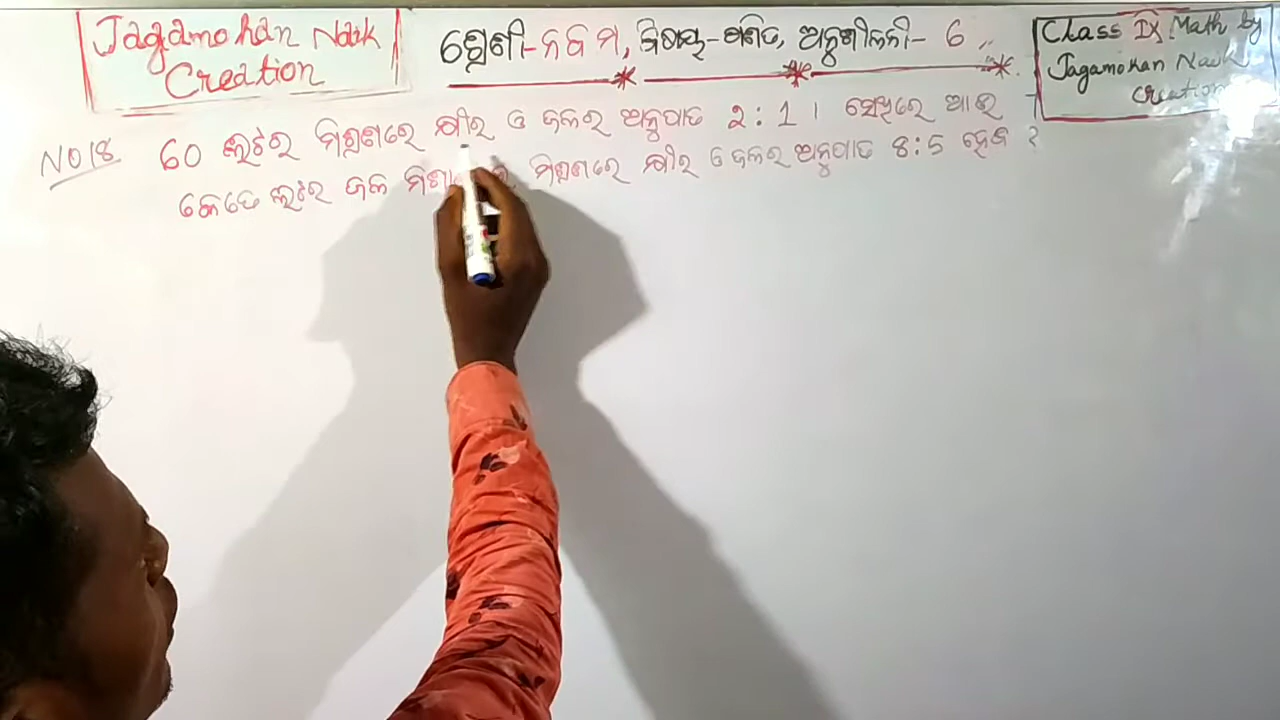 Jagamohan Naik
Creation
ଶ୍ରେଣୀ-ନବମ, ବିଷୟ-ଗଣିତ, ଅନୁଶୀଳନୀ- 6
Class IX Math by
Jagamohan Naik
Creation
NO18 60 ଲିଟର ମିଶ୍ରଣରେ କ୍ଷୀର ଓ ଜଳର ଅନୁପାତ 2:1 । ସେଥିରେ ଆଉ
କେତେ ଲିଟର ଜଳ ମିଶ୍ରଣରେ କ୍ଷୀର ଓ ଜଳର ଅନୁପାତ 8:5 ହେବ ?